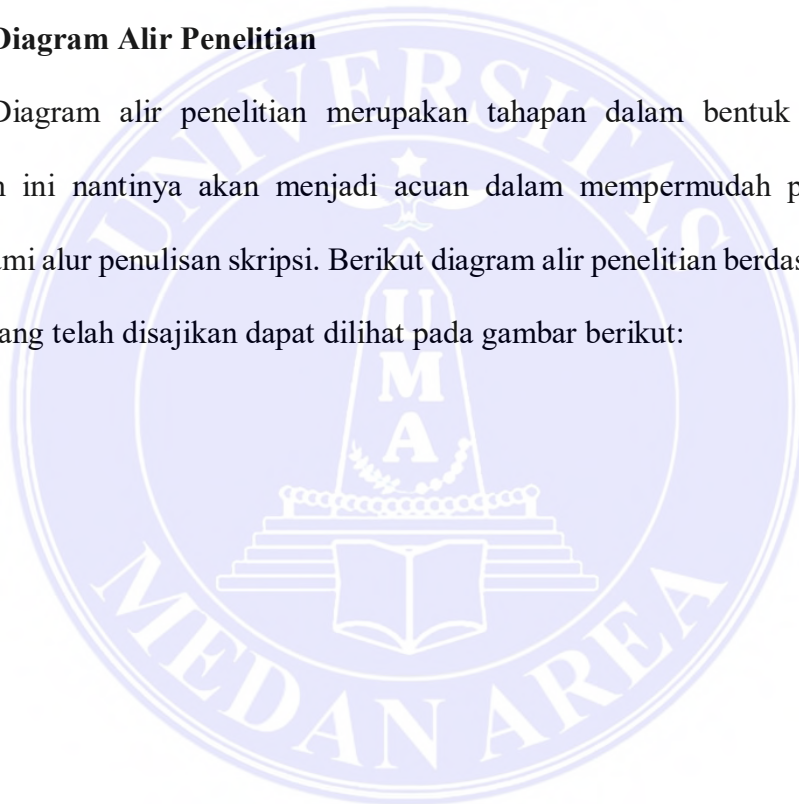 Diagram Alir Penelitian
Diagram alir penelitian merupakan tahapan dalam bentuk
ini nantinya akan menjadi acuan dalam mempermudah
alur penulisan skripsi. Berikut diagram alir penelitian
telah disajikan dapat dilihat pada gambar berikut:
UNIVERSITAS
U
M
A
MEDAN AREA